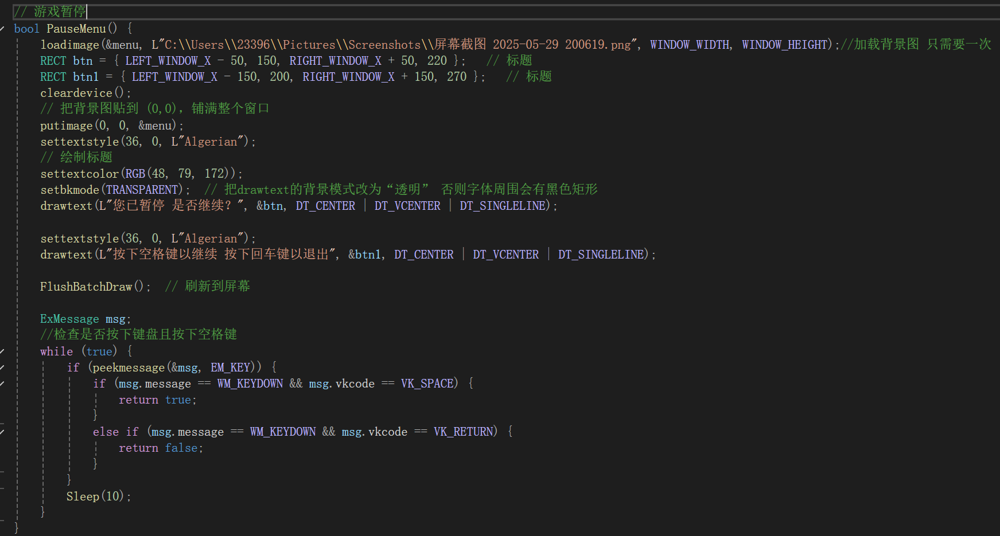 // 游戏暂停
bool PauseMenu() {
    loadimage(&menu, L"C:\\Users\\23396\\Pictures\\Screenshots\\屏幕截图 2025-05-29 200619.png", WINDOW_WIDTH, WINDOW_HEIGHT);//加载背景图 只需要一次
    RECT btn = { LEFT_WINDOW_X - 50, 150, RIGHT_WINDOW_X + 50, 220 };   // 标题
    RECT btn1 = { LEFT_WINDOW_X - 150, 200, RIGHT_WINDOW_X + 150, 270 };   // 标题
    cleardevice();
    // 把背景图贴到 (0,0), 铺满整个窗口
    putimage(0, 0, &menu);
    settextstyle(36, 0, L"Algerian");
    // 绘制标题
    settextcolor(RGB(48, 79, 172));
    setbkmode(TRANSPARENT);  // 把drawtext的背景模式改为“透明” 否则字体周围会有黑色矩形
    drawtext(L"您已暂停 是否继续？", &btn, DT_CENTER | DT_VCENTER | DT_SINGLELINE);
    settextstyle(36, 0, L"Algerian");
    drawtext(L"按下空格键以继续 按下回车键以退出", &btn1, DT_CENTER | DT_VCENTER | DT_SINGLELINE);
    FlushBatchDraw();  // 刷新到屏幕
    ExMessage msg;
    //检查是否按下键盘且按下空格键
    while (true) {
        if (peekmessage(&msg, EM_KEY)) {
            if (msg.message == WM_KEYDOWN && msg.vkcode == VK_SPACE) {
                return true;
            }
            else if (msg.message == WM_KEYDOWN && msg.vkcode == VK_RETURN) {
                return false;
            }
        }
        Sleep(10);
    }
}